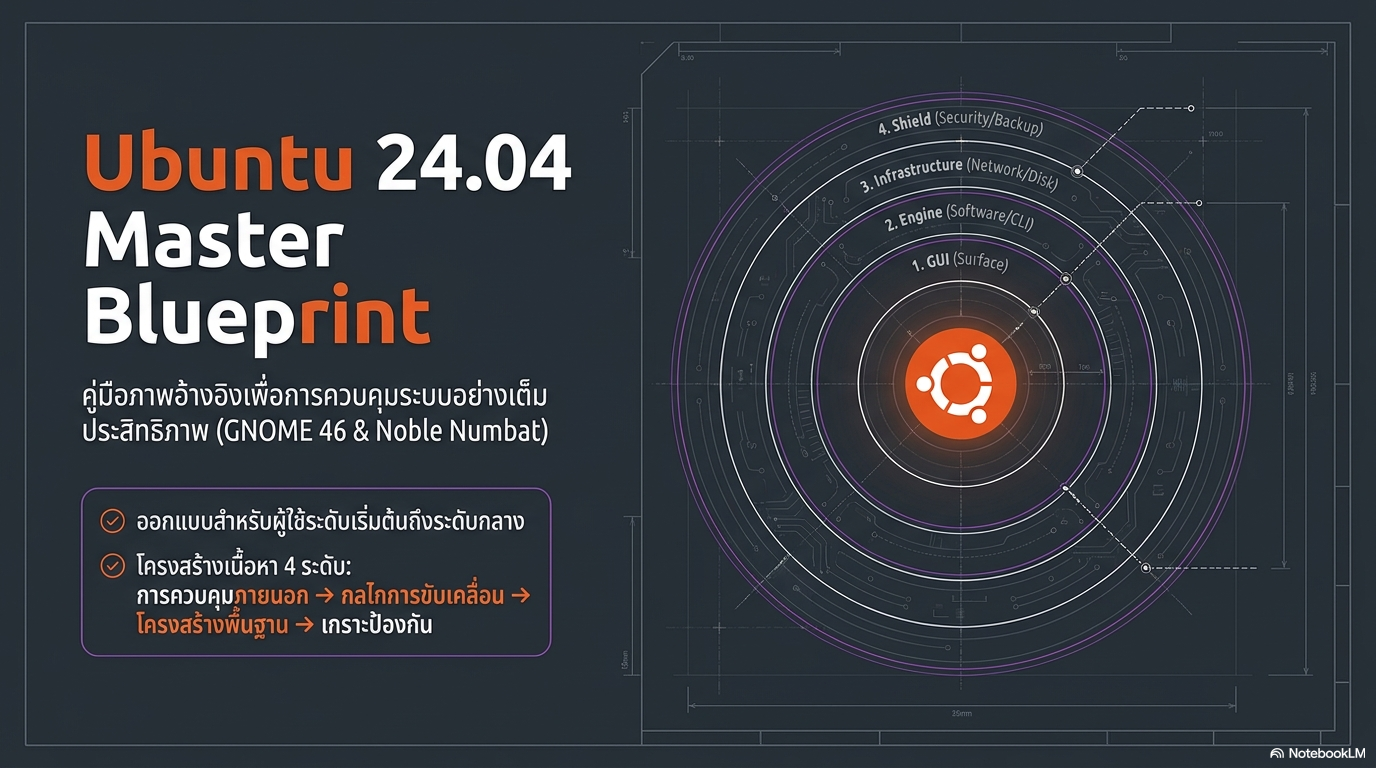 Ubuntu 24.04
Master
Blueprint
คู่มือภาพอ้างอิงเพื่อการควบคุมระบบอย่างเต็ม
ประสิทธิภาพ (GNOME 46 & Noble Numbat)
ออกแบบสำหรับผู้ใช้ระดับเริ่มต้นถึงระดับกลาง
โครงสร้างเนื้อหา 4 ระดับ:
การควบคุมภายนอก → กลไกการขับเคลื่อน →
โครงสร้างพื้นฐาน → เกราะป้องกัน
4. Shield (Security/Backup)
3. Infrastructure (Network/Disk)
2. Engine (Software/CLI)
1. GUI (Surface)
NotebookLM